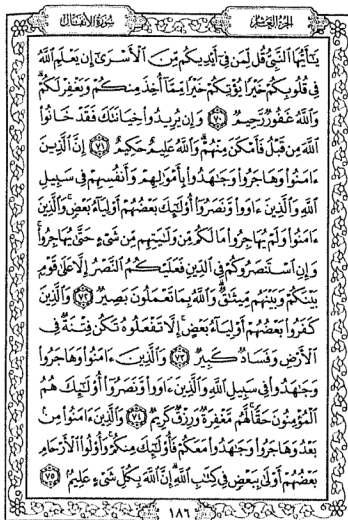 الجزء العاشر
سورة الأنفال
يَٰٓأَيُّهَا ٱلنَّبِيُّ قُل لِّمَن فِىٓ أَيْدِيكُم مِّنَ ٱلْأَسْرَىٰٓ إِن يَعْلَمِ ٱللَّهُ
فِى قُلُوبِكُمْ خَيْرًا يُؤْتِكُمْ خَيْرًا مِّمَّآ أُخِذَ مِنكُمْ وَيَغْفِرْ لَكُمْ ۗ
وَٱللَّهُ غَفُورٌ رَّحِيمٌ ٧٠ وَإِن يُرِيدُوا۟ خِيَانَتَكَ فَقَدْ خَانُوا۟
ٱللَّهَ مِن قَبْلُ فَأَمْكَنَ مِنْهُمْ ۗ وَٱللَّهُ عَلِيمٌ حَكِيمٌ ٧١ إِنَّ ٱلَّذِينَ
ءَامَنُوا۟ وَهَاجَرُوا۟ وَجَٰهَدُوا۟ بِأَمْوَٰلِهِمْ وَأَنفُسِهِمْ فِى سَبِيلِ
ٱللَّهِ وَٱلَّذِينَ ءَاوَوا۟ وَّنَصَرُوٓا۟ أُو۟لَٰٓئِكَ بَعْضُهُمْ أَوْلِيَآءُ بَعْضٍ ۚ وَٱلَّذِينَ
ءَامَنُوا۟ وَلَمْ يُهَاجِرُوا۟ مَا لَكُم مِّن وَلَٰيَتِهِم مِّن شَىْءٍ حَتَّىٰ يُهَاجِرُوا۟ ۚ
وَإِنِ ٱسْتَنصَرُوكُمْ فِى ٱلدِّينِ فَعَلَيْكُمُ ٱلنَّصْرُ إِلَّا عَلَىٰ قَوْمٍۭ
بَيْنَكُمْ وَبَيْنَهُم مِّيثَٰقٌ ۗ وَٱللَّهُ بِمَا تَعْمَلُونَ بَصِيرٌ ٧٢ وَٱلَّذِينَ
كَفَرُوا۟ بَعْضُهُمْ أَوْلِيَآءُ بَعْضٍ ۚ إِلَّا تَفْعَلُوهُ تَكُن فِتْنَةٌ فِى
ٱلْأَرْضِ وَفَسَادٌ كَبِيرٌ ٧٣ وَٱلَّذِينَ ءَامَنُوا۟ وَهَاجَرُوا۟
وَجَٰهَدُوا۟ فِى سَبِيلِ ٱللَّهِ وَٱلَّذِينَ ءَاوَوا۟ وَّنَصَرُوٓا۟ أُو۟لَٰٓئِكَ هُمُ
ٱلْمُؤْمِنُونَ حَقًّا ۚ لَّهُم مَّغْفِرَةٌ وَرِزْقٌ كَرِيمٌ ٧٤ وَٱلَّذِينَ ءَامَنُوا۟ مِنۢ
بَعْدُ وَهَاجَرُوا۟ وَجَٰهَدُوا۟ مَعَكُمْ فَأُو۟لَٰٓئِكَ مِنكُمْ ۚ وَأُو۟لُوا۟ ٱلْأَرْحَامِ
بَعْضُهُمْ أَوْلَىٰ بِبَعْضٍ فِى كِتَٰبِ ٱللَّهِ ۗ إِنَّ ٱللَّهَ بِكُلِّ شَىْءٍ عَلِيمٌۢ ٧٥
١٨٦